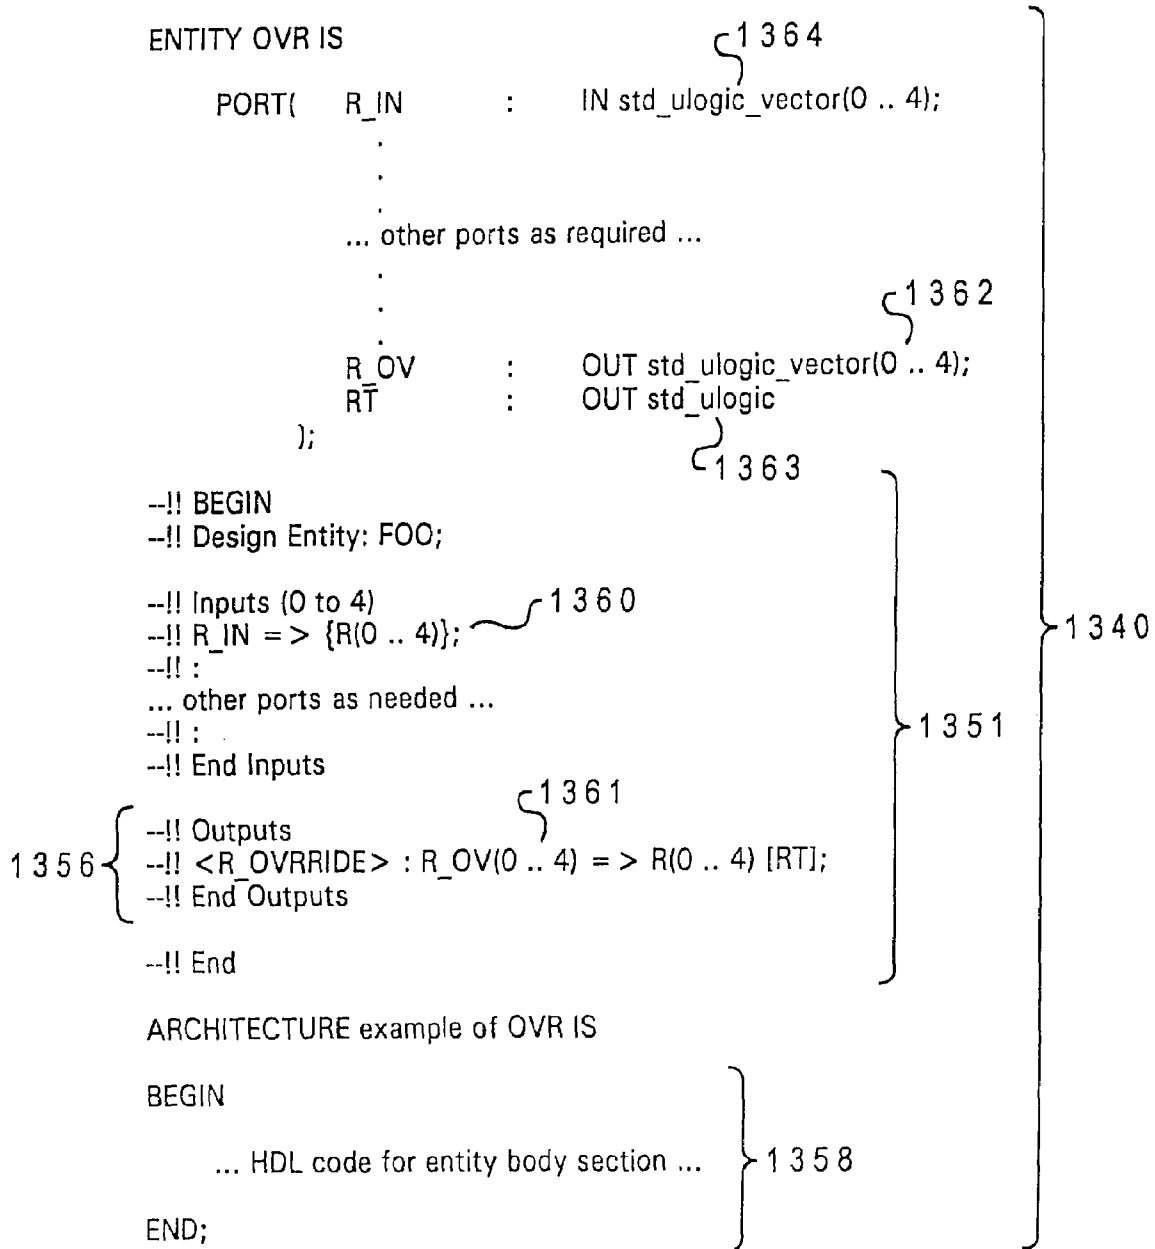 ENTITY OVR IS
1364
PORT( R_IN : IN std_ulogic_vector(0 .. 4);
.
.
.
... other ports as required ...
.
.
.
1362
R_OV : OUT std_ulogic_vector(0 .. 4);
RT : OUT std_ulogic
);
1363
--!! BEGIN
--!! Design Entity: FOO;
--!! Inputs (0 to 4)
1360
--!! R_IN = > {R(0 .. 4)};
1340
--!! :
... other ports as needed ...
--!! :
1351
--!! End Inputs
1361
--!! Outputs
1356
--!! <R_OVRRIDE> : R_OV(0 .. 4) = > R(0 .. 4) [RT];
--!! End Outputs
--!! End
ARCHITECTURE example of OVR IS
BEGIN
... HDL code for entity body section ...
1358
END;